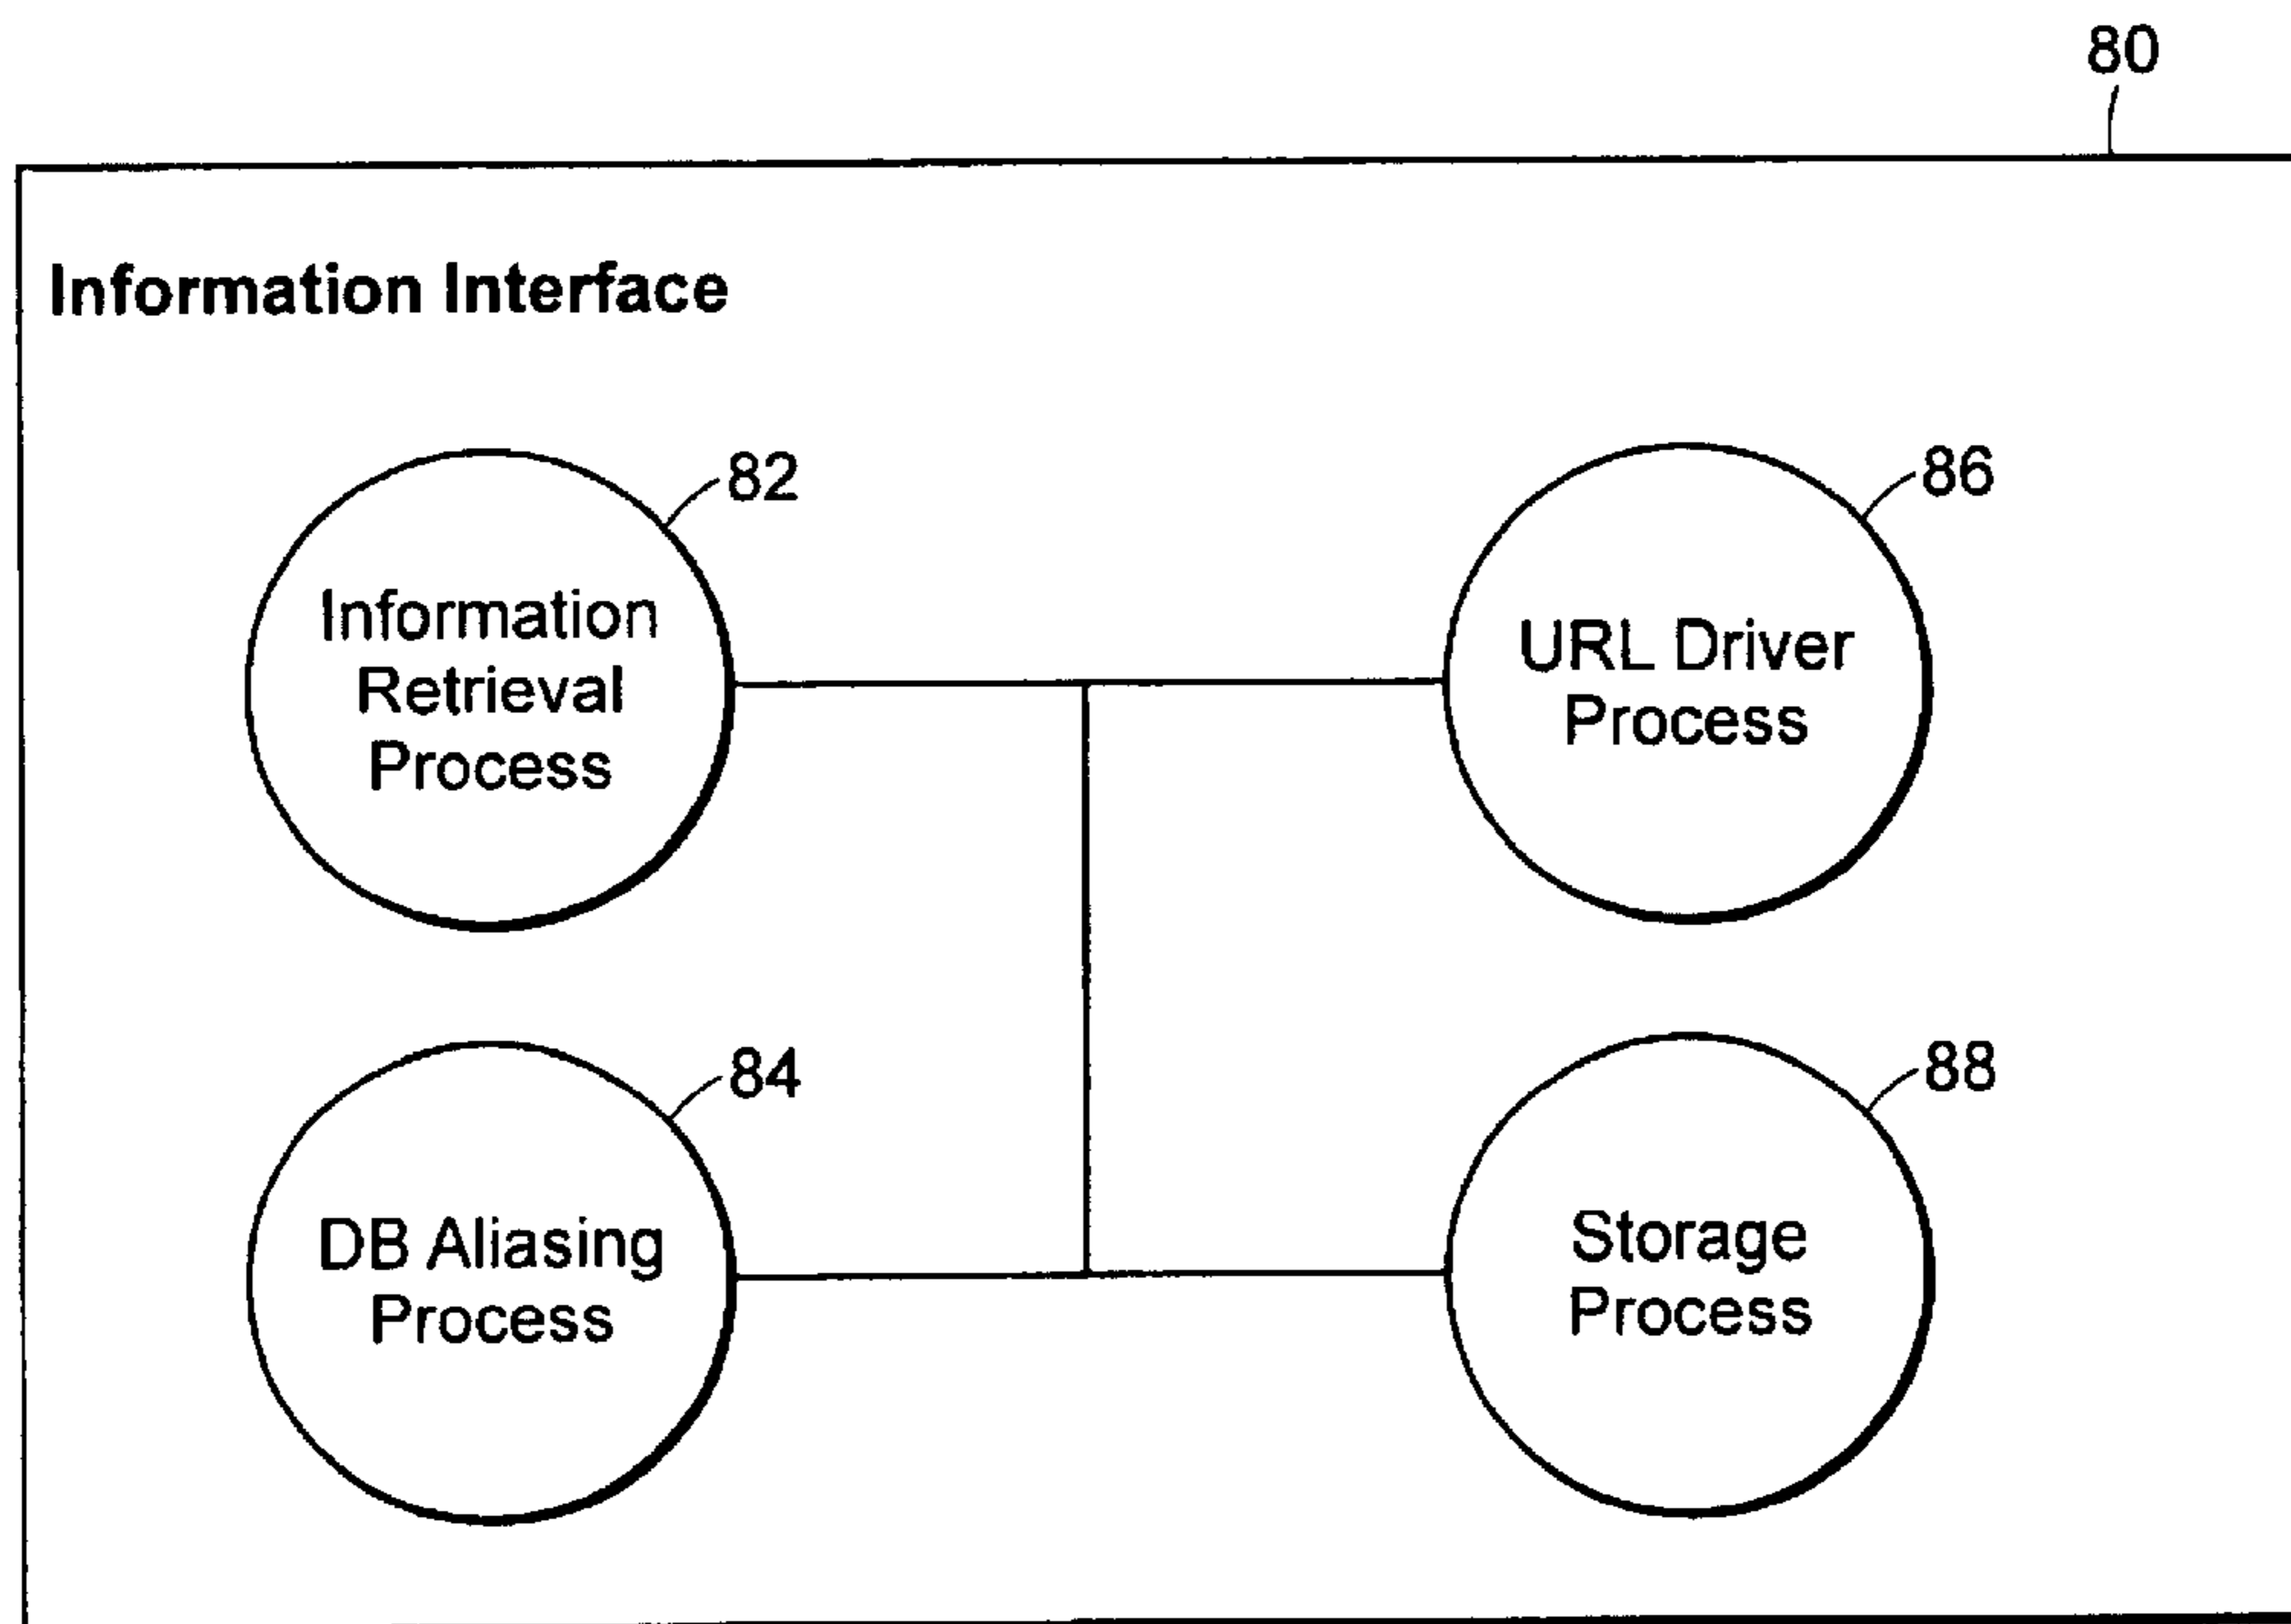 80
Information Interface
82
Information
Retrieval
Process
86
URL Driver
Process
84
DB Aliasing
Process
88
Storage
Process